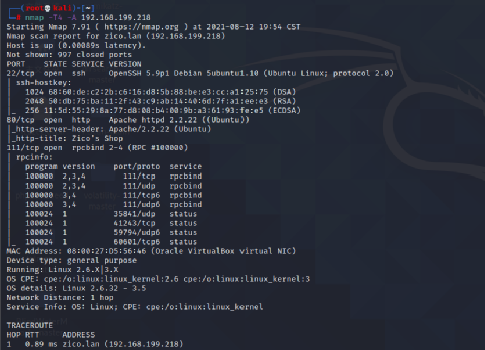 (root💀kali)-[~]
# nmap -T4 -A 192.168.199.218
Starting Nmap 7.91 ( https://nmap.org ) at 2021-08-12 19:54 CST
Nmap scan report for zico.lan (192.168.199.218)
Host is up (0.00089s latency).
Not shown: 997 closed ports
PORT    STATE SERVICE VERSION
22/tcp  open  ssh     OpenSSH 5.9p1 Debian 5ubuntu1.10 (Ubuntu Linux; protocol 2.0)
| ssh-hostkey:
|   1024 68:60:de:c2:2b:c6:16:d8:5b:88:be:e3:cc:a1:25:75 (DSA)
|   2048 50:db:75:ba:11:2f:43:c9:ab:14:40:6d:7f:a1:ee:e3 (RSA)
|_  256 11:5d:55:29:8a:77:d8:08:b4:00:9b:a3:61:93:fe:e5 (ECDSA)
80/tcp  open  http    Apache httpd 2.2.22 ((Ubuntu))
|_http-server-header: Apache/2.2.22 (Ubuntu)
|_http-title: Zico's Shop
111/tcp open  rpcbind 2-4 (RPC #100000)
| rpcinfo:
|   program version    port/proto  service
|   100000  2,3,4        111/tcp   rpcbind
|   100000  2,3,4        111/udp   rpcbind
|   100000  3,4          111/tcp6  rpcbind
|   100000  3,4          111/udp6  rpcbind
|   100024  1          35841/udp   status
|   100024  1          41243/tcp   status
|   100024  1          59794/udp6  status
|_  100024  1          60601/tcp6  status
MAC Address: 08:00:27:D5:56:46 (Oracle VirtualBox virtual NIC)
Device type: general purpose
Running: Linux 2.6.X|3.X
OS CPE: cpe:/o:linux:linux_kernel:2.6 cpe:/o:linux:linux_kernel:3
OS details: Linux 2.6.32 - 3.5
Network Distance: 1 hop
Service Info: OS: Linux; CPE: cpe:/o:linux:linux_kernel
TRACEROUTE
HOP RTT     ADDRESS
1   0.89 ms zico.lan (192.168.199.218)